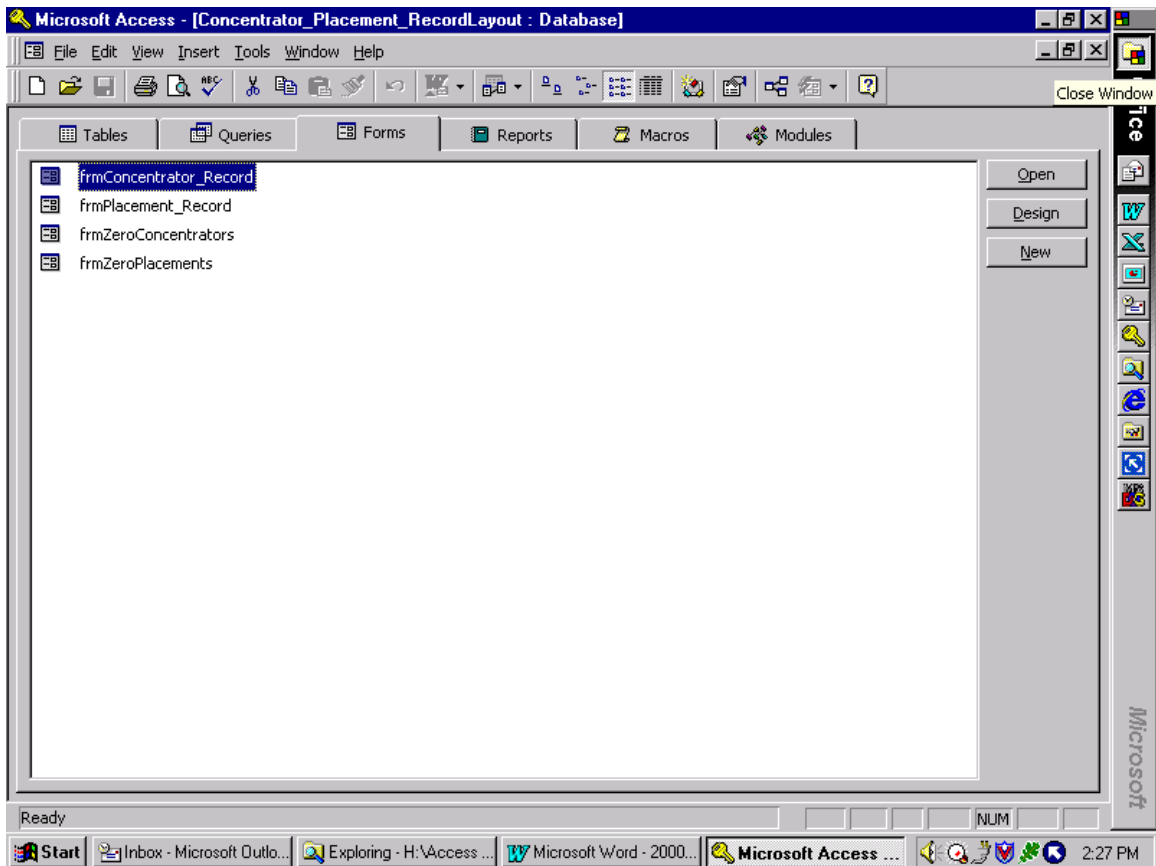 Microsoft Access - [Concentrator_Placement_RecordLayout : Database]
File Edit View Insert Tools Window Help
Close Window
ice
Tables Queries Forms Reports Macros Modules
frmConcentrator_Record
frmPlacement_Record
frmZeroConcentrators
frmZeroPlacements
Open
Design
New
Microsoft
Ready
NUM
Start Inbox - Microsoft Outlo... Exploring - H:\Access ... Microsoft Word - 2000... Microsoft Access ... 2:27 PM